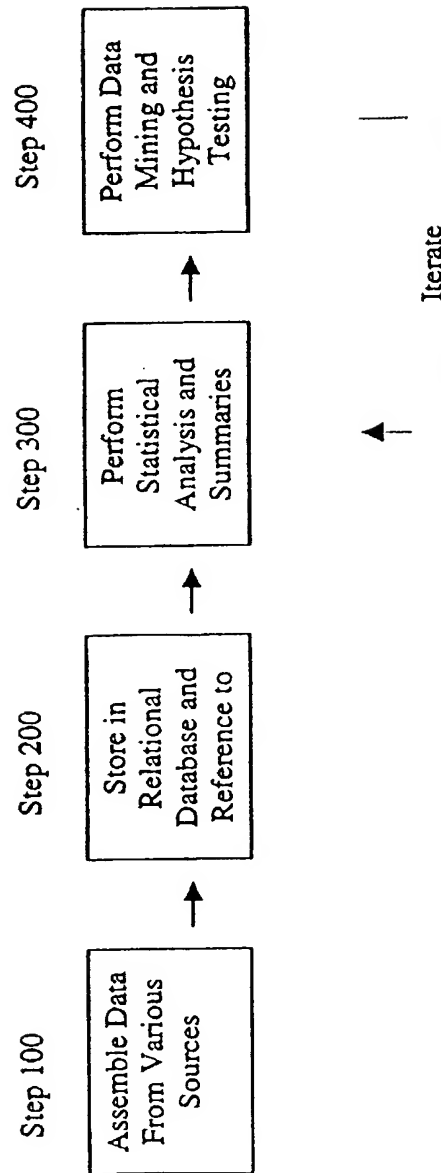 Step 100
Assemble Data
From Various
Sources
Step 200
Store in
Relational
Database and
Reference to
Step 300
Perform
Statistical
Analysis and
Summaries
Step 400
Perform Data
Mining and
Hypothesis
Testing
Iterate